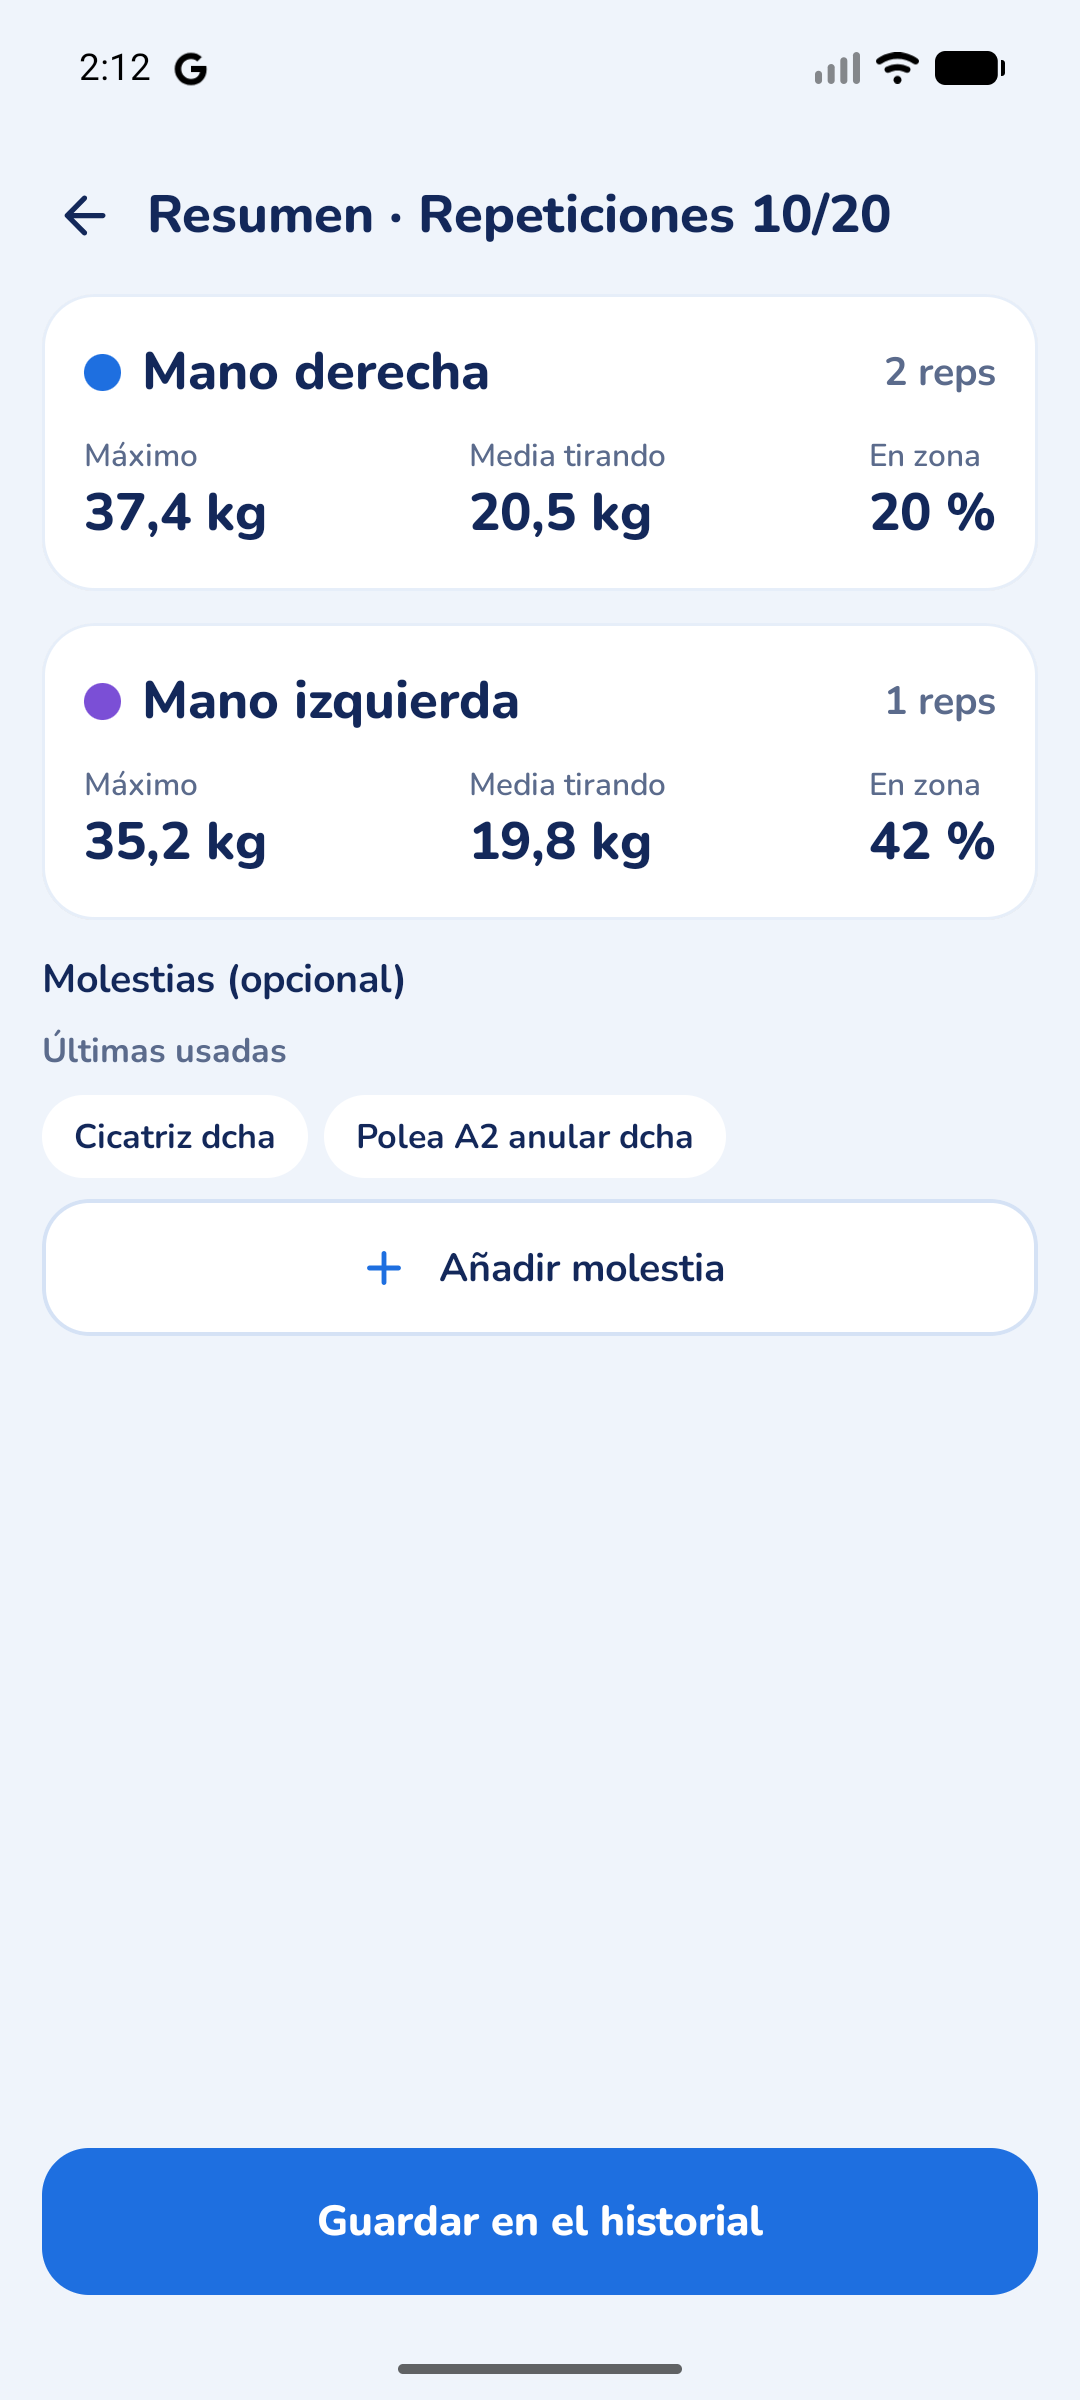 2:12
Resumen · Repeticiones 10/20
Mano derecha 2 reps
Máximo Media tirando En zona
37,4 kg 20,5 kg 20 %
Mano izquierda 1 reps
Máximo Media tirando En zona
35,2 kg 19,8 kg 42 %
Molestias (opcional)
Últimas usadas
Cicatriz dcha Polea A2 anular dcha
+ Añadir molestia
Guardar en el historial